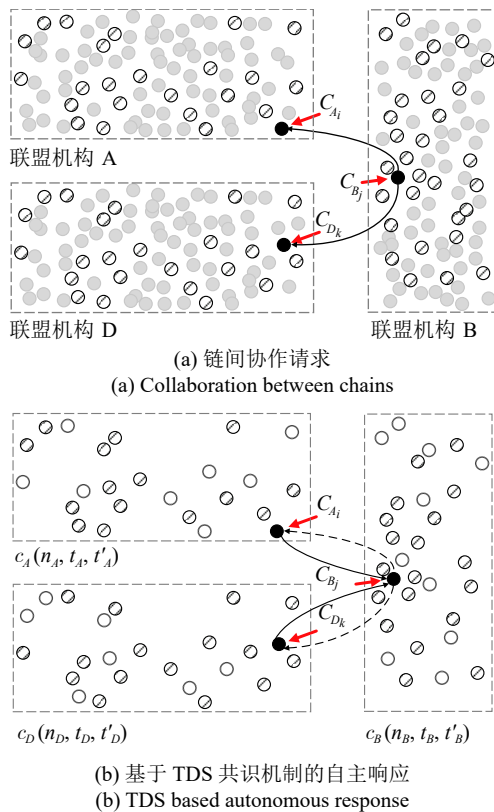 C_{A_i}
联盟机构 A
C_{B_j}
C_{D_k}
联盟机构 D
联盟机构 B
(a) 链间协作请求
(a) Collaboration between chains
C_{A_i}
c_A(n_A, t_A, t'_A)
C_{B_j}
C_{D_k}
c_D(n_D, t_D, t'_D)
c_B(n_B, t_B, t'_B)
(b) 基于 TDS 共识机制的自主响应
(b) TDS based autonomous response